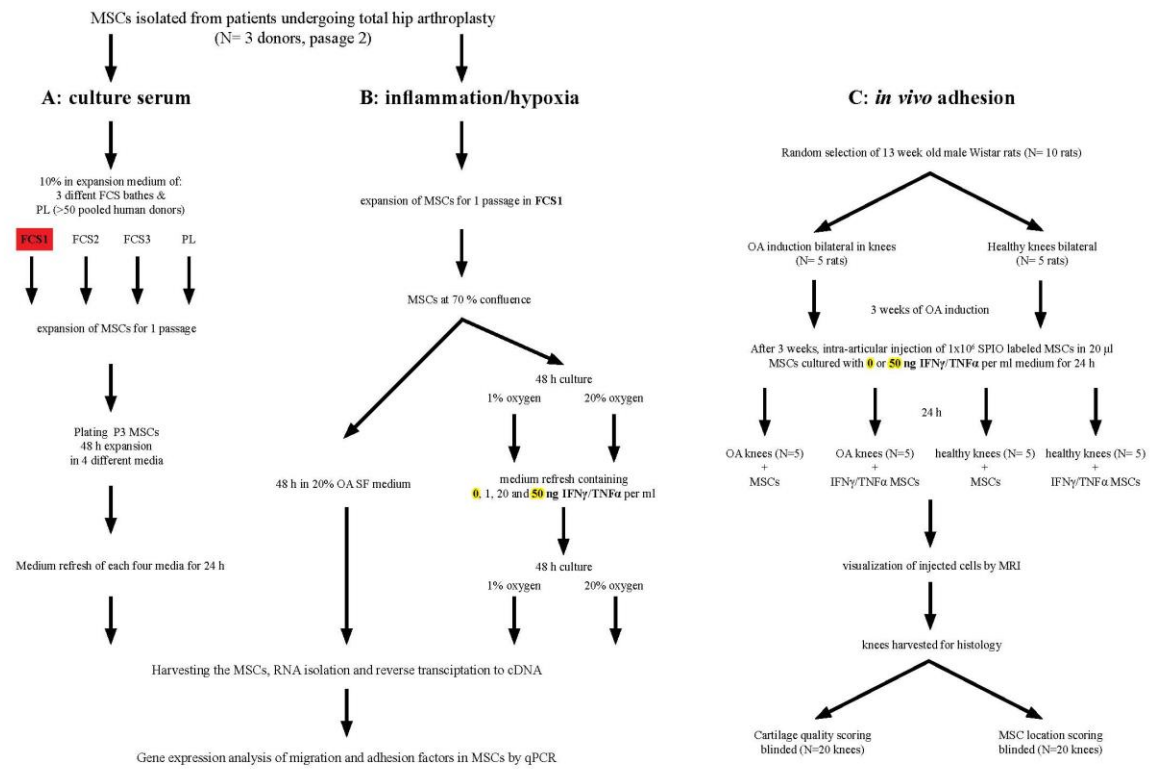 MSCs isolated from patients undergoing total hip arthroplasty
(N= 3 donors, pasage 2)
A: culture serum
10% in expansion medium of:
3 diffent FCS bathes &
PL (>50 pooled human donors)
FCS1 FCS2 FCS3 PL
expansion of MSCs for 1 passage
Plating P3 MSCs
48 h expansion
in 4 different media
Medium refresh of each four media for 24 h
B: inflammation/hypoxia
expansion of MSCs for 1 passage in FCS1
MSCs at 70 % confluence
48 h in 20% OA SF medium
48 h culture
1% oxygen 20% oxygen
medium refresh containing
0, 1, 20 and 50 ng IFNγ/TNFα per ml
48 h culture
1% oxygen 20% oxygen
Harvesting the MSCs, RNA isolation and reverse transciptation to cDNA
Gene expression analysis of migration and adhesion factors in MSCs by qPCR
C: in vivo adhesion
Random selection of 13 week old male Wistar rats (N= 10 rats)
OA induction bilateral in knees
(N= 5 rats)
Healthy knees bilateral
(N= 5 rats)
3 weeks of OA induction
After 3 weeks, intra-articular injection of 1x10⁶ SPIO labeled MSCs in 20 µl
MSCs cultured with 0 or 50 ng IFNγ/TNFα per ml medium for 24 h
24 h
OA knees (N=5)
+
MSCs
OA knees (N=5)
+
IFNγ/TNFα MSCs
healthy knees (N= 5)
+
MSCs
healthy knees (N= 5)
+
IFNγ/TNFα MSCs
visualization of injected cells by MRI
knees harvested for histology
Cartilage quality scoring
blinded (N=20 knees)
MSC location scoring
blinded (N=20 knees)